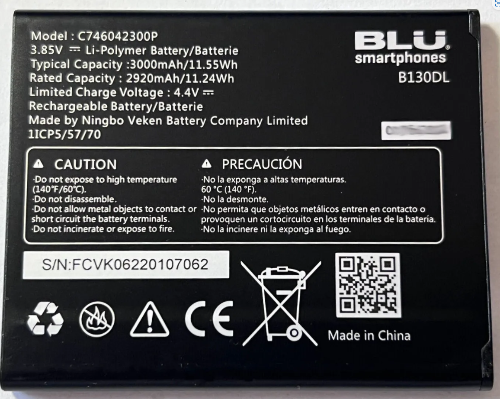 Model : C746042300P
3.85V⎓ Li-Polymer Battery/Batterie
Typical Capacity : 3000mAh/11.55Wh
Rated Capacity : 2920mAh/11.24Wh
Limited Charge Voltage : 4.4V⎓
Rechargeable Battery/Batterie
Made by Ningbo Veken Battery Company Limited
1ICP5/57/70
BLU
smartphones
B130DL
CAUTION
·Do not expose to high temperature
(140°F/60°C).
·Do not disassemble.
·Do not allow metal objects to contact or
short circuit the battery terminals.
·Do not incinerate or expose to fire.
PRECAUCIÓN
·No la exponga a altas temperaturas.
60 °C (140 °F).
·No la desmonte.
·No permita que objetos metálicos entren en contacto o
provoquen un cortocircuito en los terminales de la batería.
·No la incinere ni la exponga al fuego.
S/N:FCVK06220107062
CE
Made in China